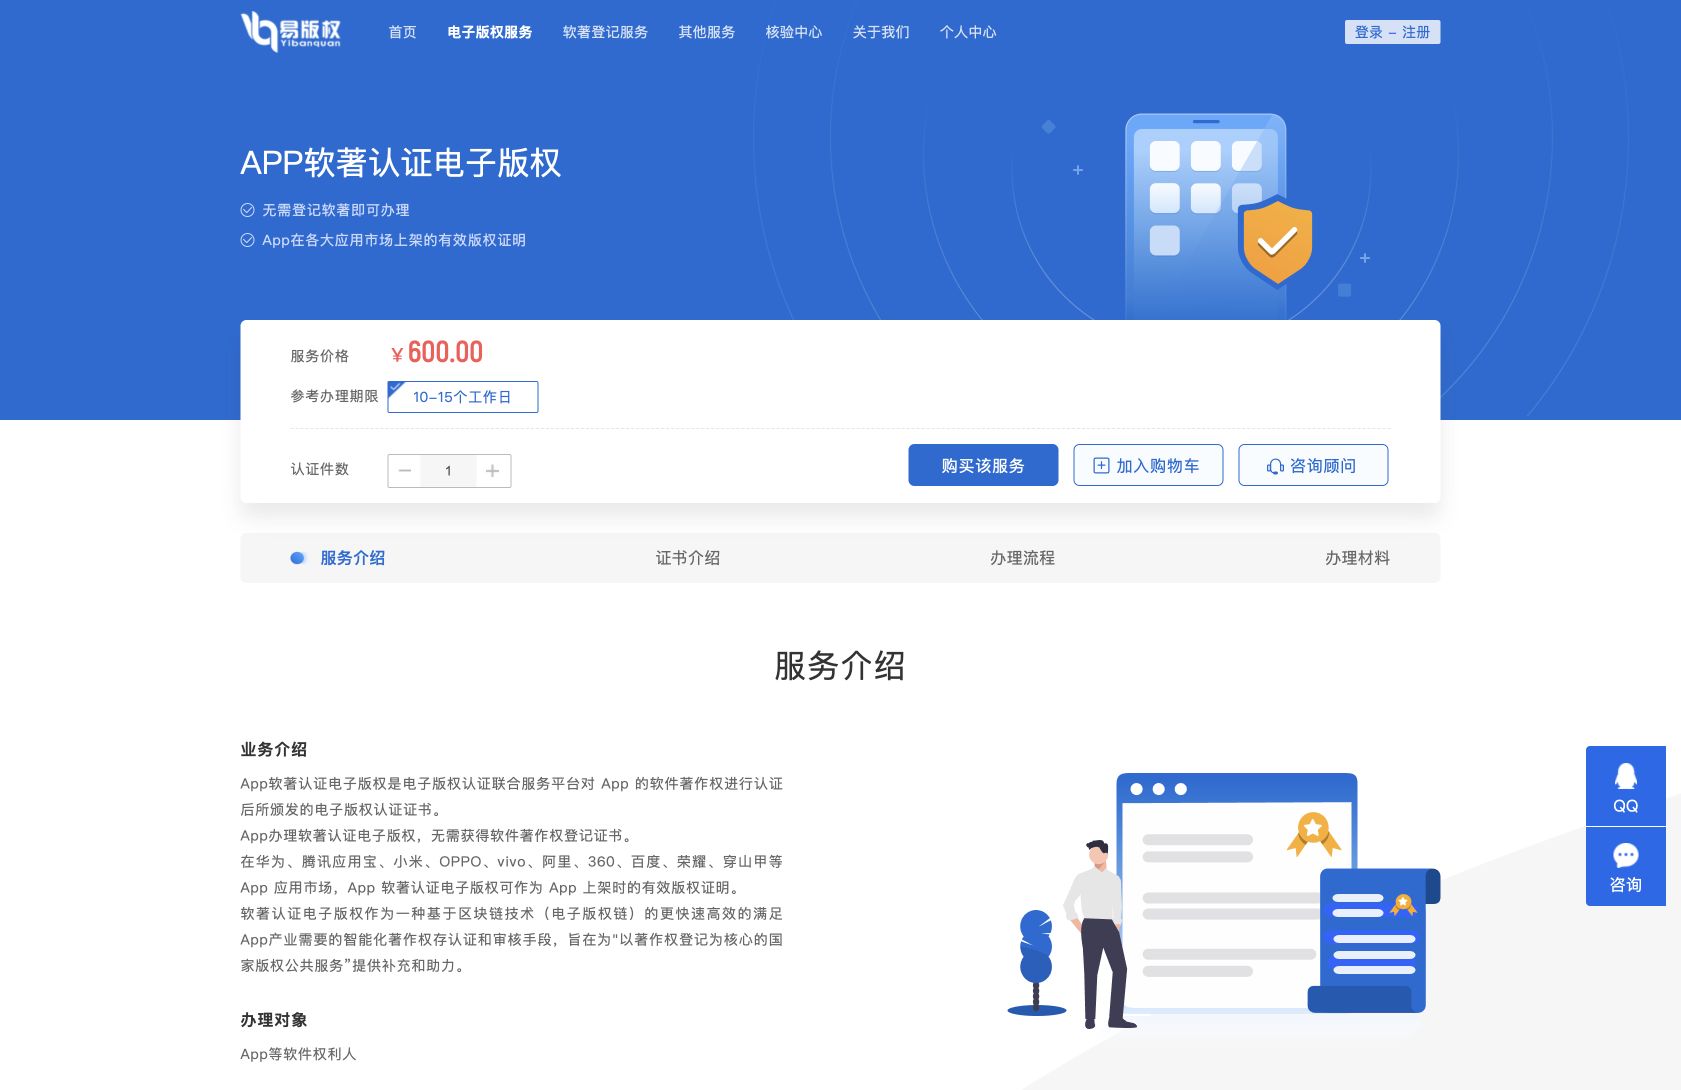 易版权
Yibanquan
首页
电子版权服务
软著登记服务
其他服务
核验中心
关于我们
个人中心
登录 - 注册
APP软著认证电子版权
无需登记软著即可办理
App在各大应用市场上架的有效版权证明
服务价格
¥ 600.00
参考办理期限
10-15个工作日
认证件数
1
购买该服务
加入购物车
咨询顾问
服务介绍
证书介绍
办理流程
办理材料
服务介绍
业务介绍
App软著认证电子版权是电子版权认证联合服务平台对 App 的软件著作权进行认证
后所颁发的电子版权认证证书。
App办理软著认证电子版权，无需获得软件著作权登记证书。
在华为、腾讯应用宝、小米、OPPO、vivo、阿里、360、百度、荣耀、穿山甲等
App 应用市场，App 软著认证电子版权可作为 App 上架时的有效版权证明。
软著认证电子版权作为一种基于区块链技术（电子版权链）的更快速高效的满足
App产业需要的智能化著作权存认证和审核手段，旨在为“以著作权登记为核心的国
家版权公共服务”提供补充和助力。
办理对象
App等软件权利人
QQ
咨询